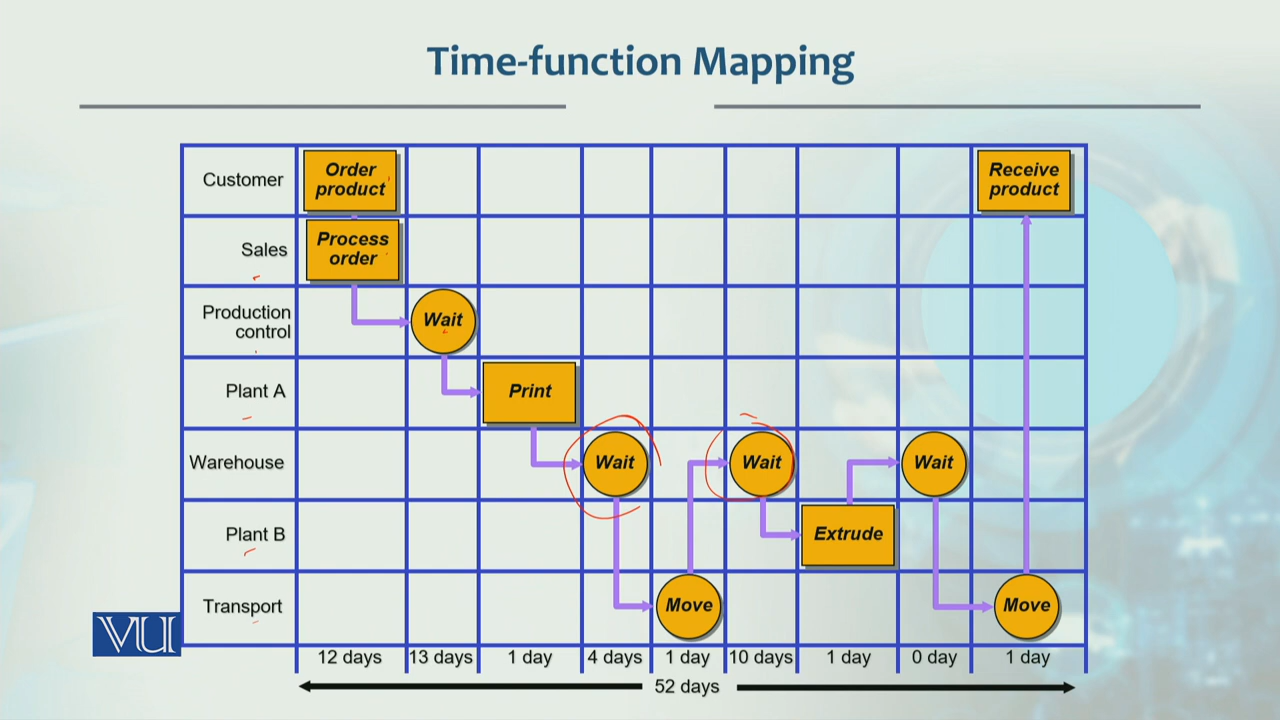 Time-function Mapping
Customer
Order
product
Receive
product
Sales
Process
order
Production
control
Wait
Plant A
Print
Warehouse
Wait
Wait
Wait
Plant B
Extrude
Transport
Move
Move
VU
12 days
13 days
1 day
4 days
1 day
10 days
1 day
0 day
1 day
52 days